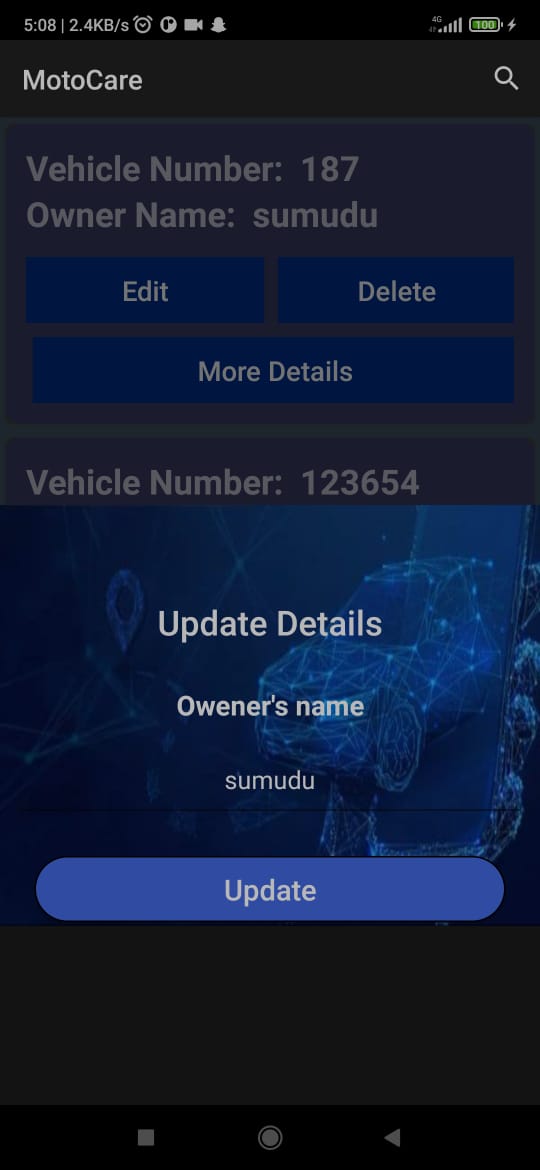 5:08 | 2.4KB/s
4G
100
MotoCare
Vehicle Number: 187
Owner Name: sumudu
Edit
Delete
More Details
Vehicle Number: 123654
Update Details
Owener's name
sumudu
Update